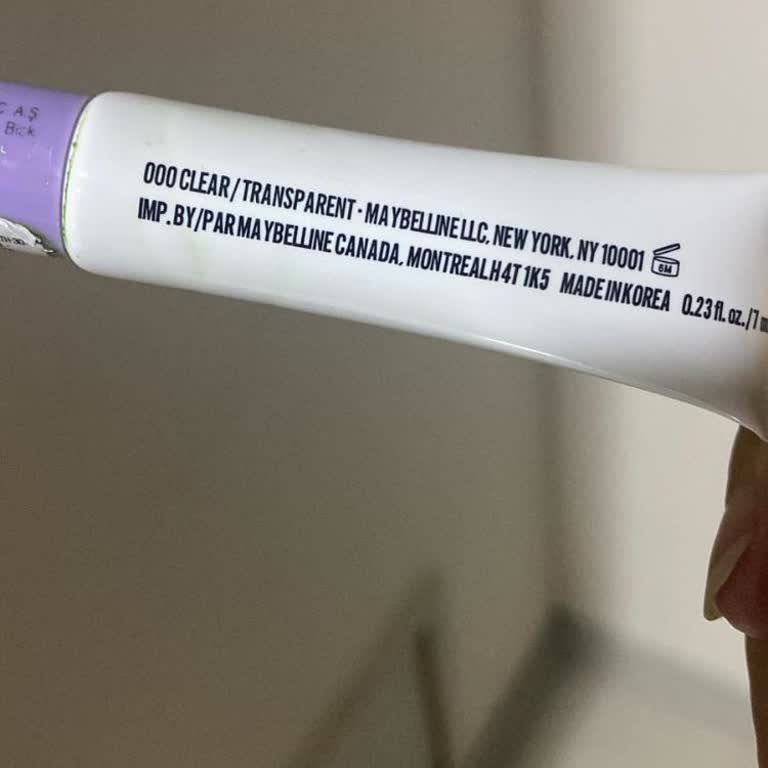 C A.Ş
000 CLEAR / TRANSPARENT · MAYBELLINE LLC, NEW YORK, NY 10001
6M
IMP. BY/PAR MAYBELLINE CANADA, MONTREAL H4T 1K5 MADE IN KOREA 0.23 fl. oz./7 m